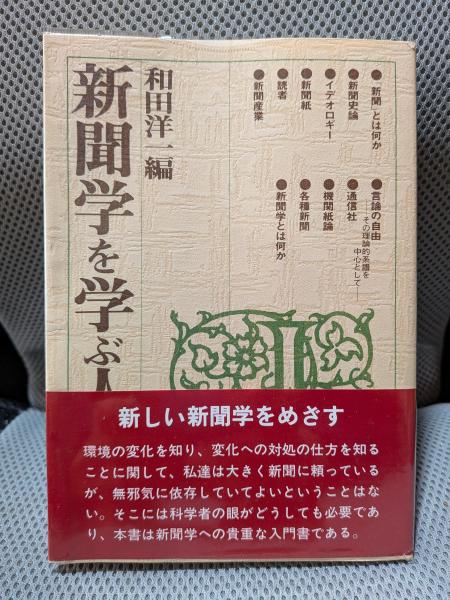 ●「新聞」とは何か
●新聞史論
●イデオロギー
●新聞紙
●読者
●新聞産業
●言論の自由
――その理論的系譜を
中心として――
●通信社
●機関紙論
●各種新聞
●新聞学とは何か
和田洋一編
新聞学を学ぶ人
新しい新聞学をめざす
環境の変化を知り、変化への対処の仕方を知る
ことに関して、私達は大きく新聞に頼っている
が、無邪気に依存していてよいということはな
い。そこには科学者の眼がどうしても必要であ
り、本書は新聞学への貴重な入門書である。